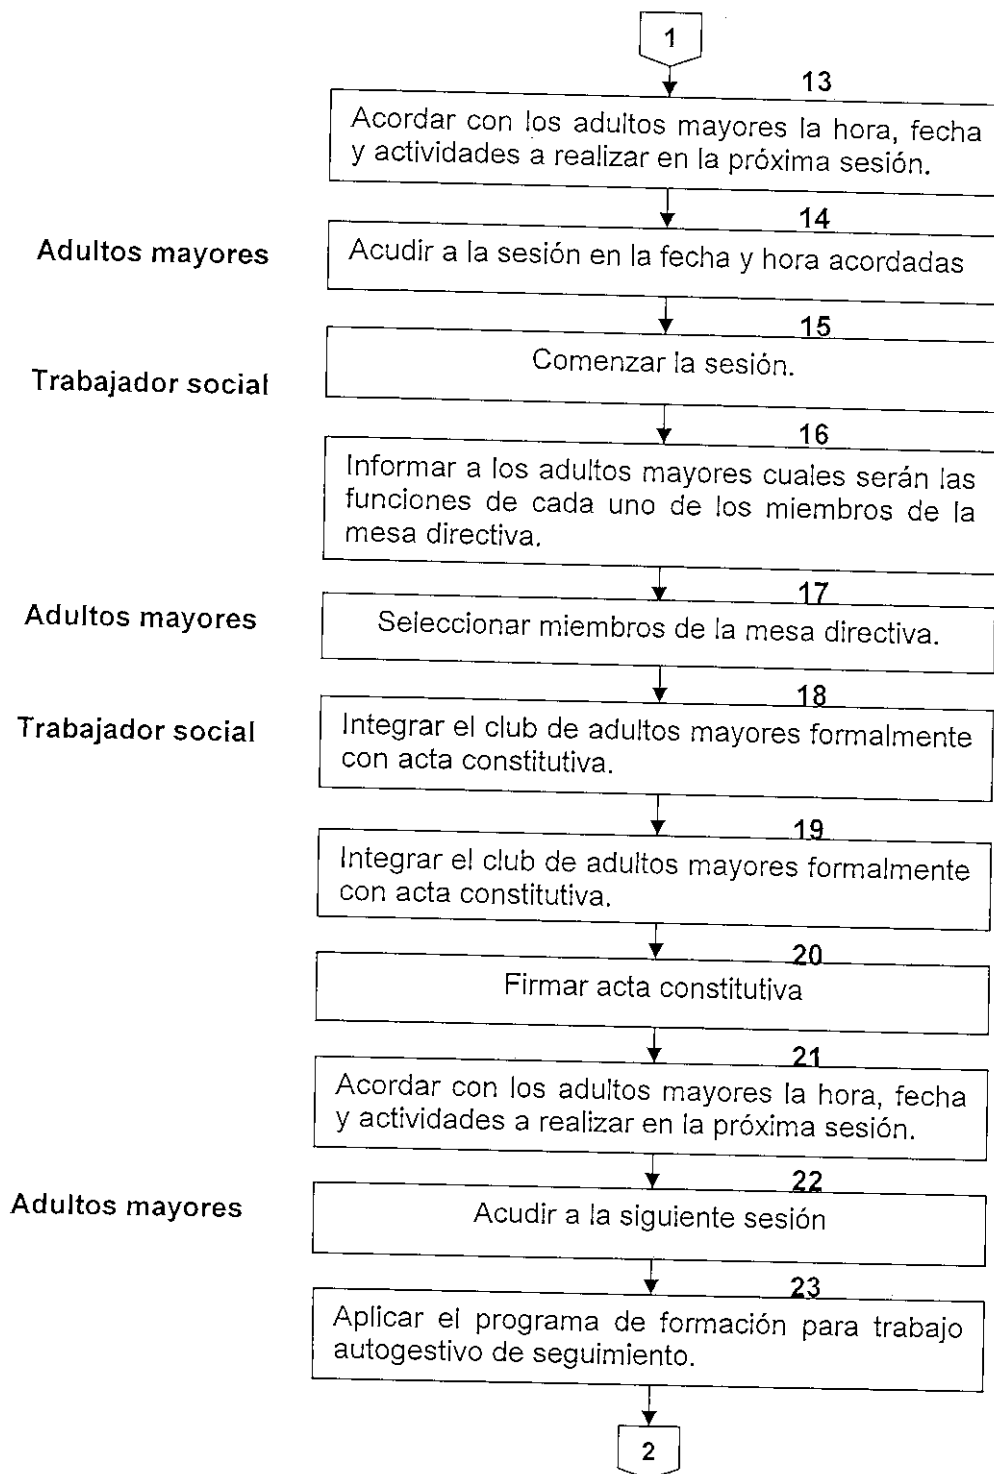 1
13
Acordar con los adultos mayores la hora, fecha
y actividades a realizar en la próxima sesión.
14
Adultos mayores
Acudir a la sesión en la fecha y hora acordadas
15
Trabajador social
Comenzar la sesión.
16
Informar a los adultos mayores cuales serán las
funciones de cada uno de los miembros de la
mesa directiva.
17
Adultos mayores
Seleccionar miembros de la mesa directiva.
18
Trabajador social
Integrar el club de adultos mayores formalmente
con acta constitutiva.
19
Integrar el club de adultos mayores formalmente
con acta constitutiva.
20
Firmar acta constitutiva
21
Acordar con los adultos mayores la hora, fecha
y actividades a realizar en la próxima sesión.
22
Adultos mayores
Acudir a la siguiente sesión
23
Aplicar el programa de formación para trabajo
autogestivo de seguimiento.
2